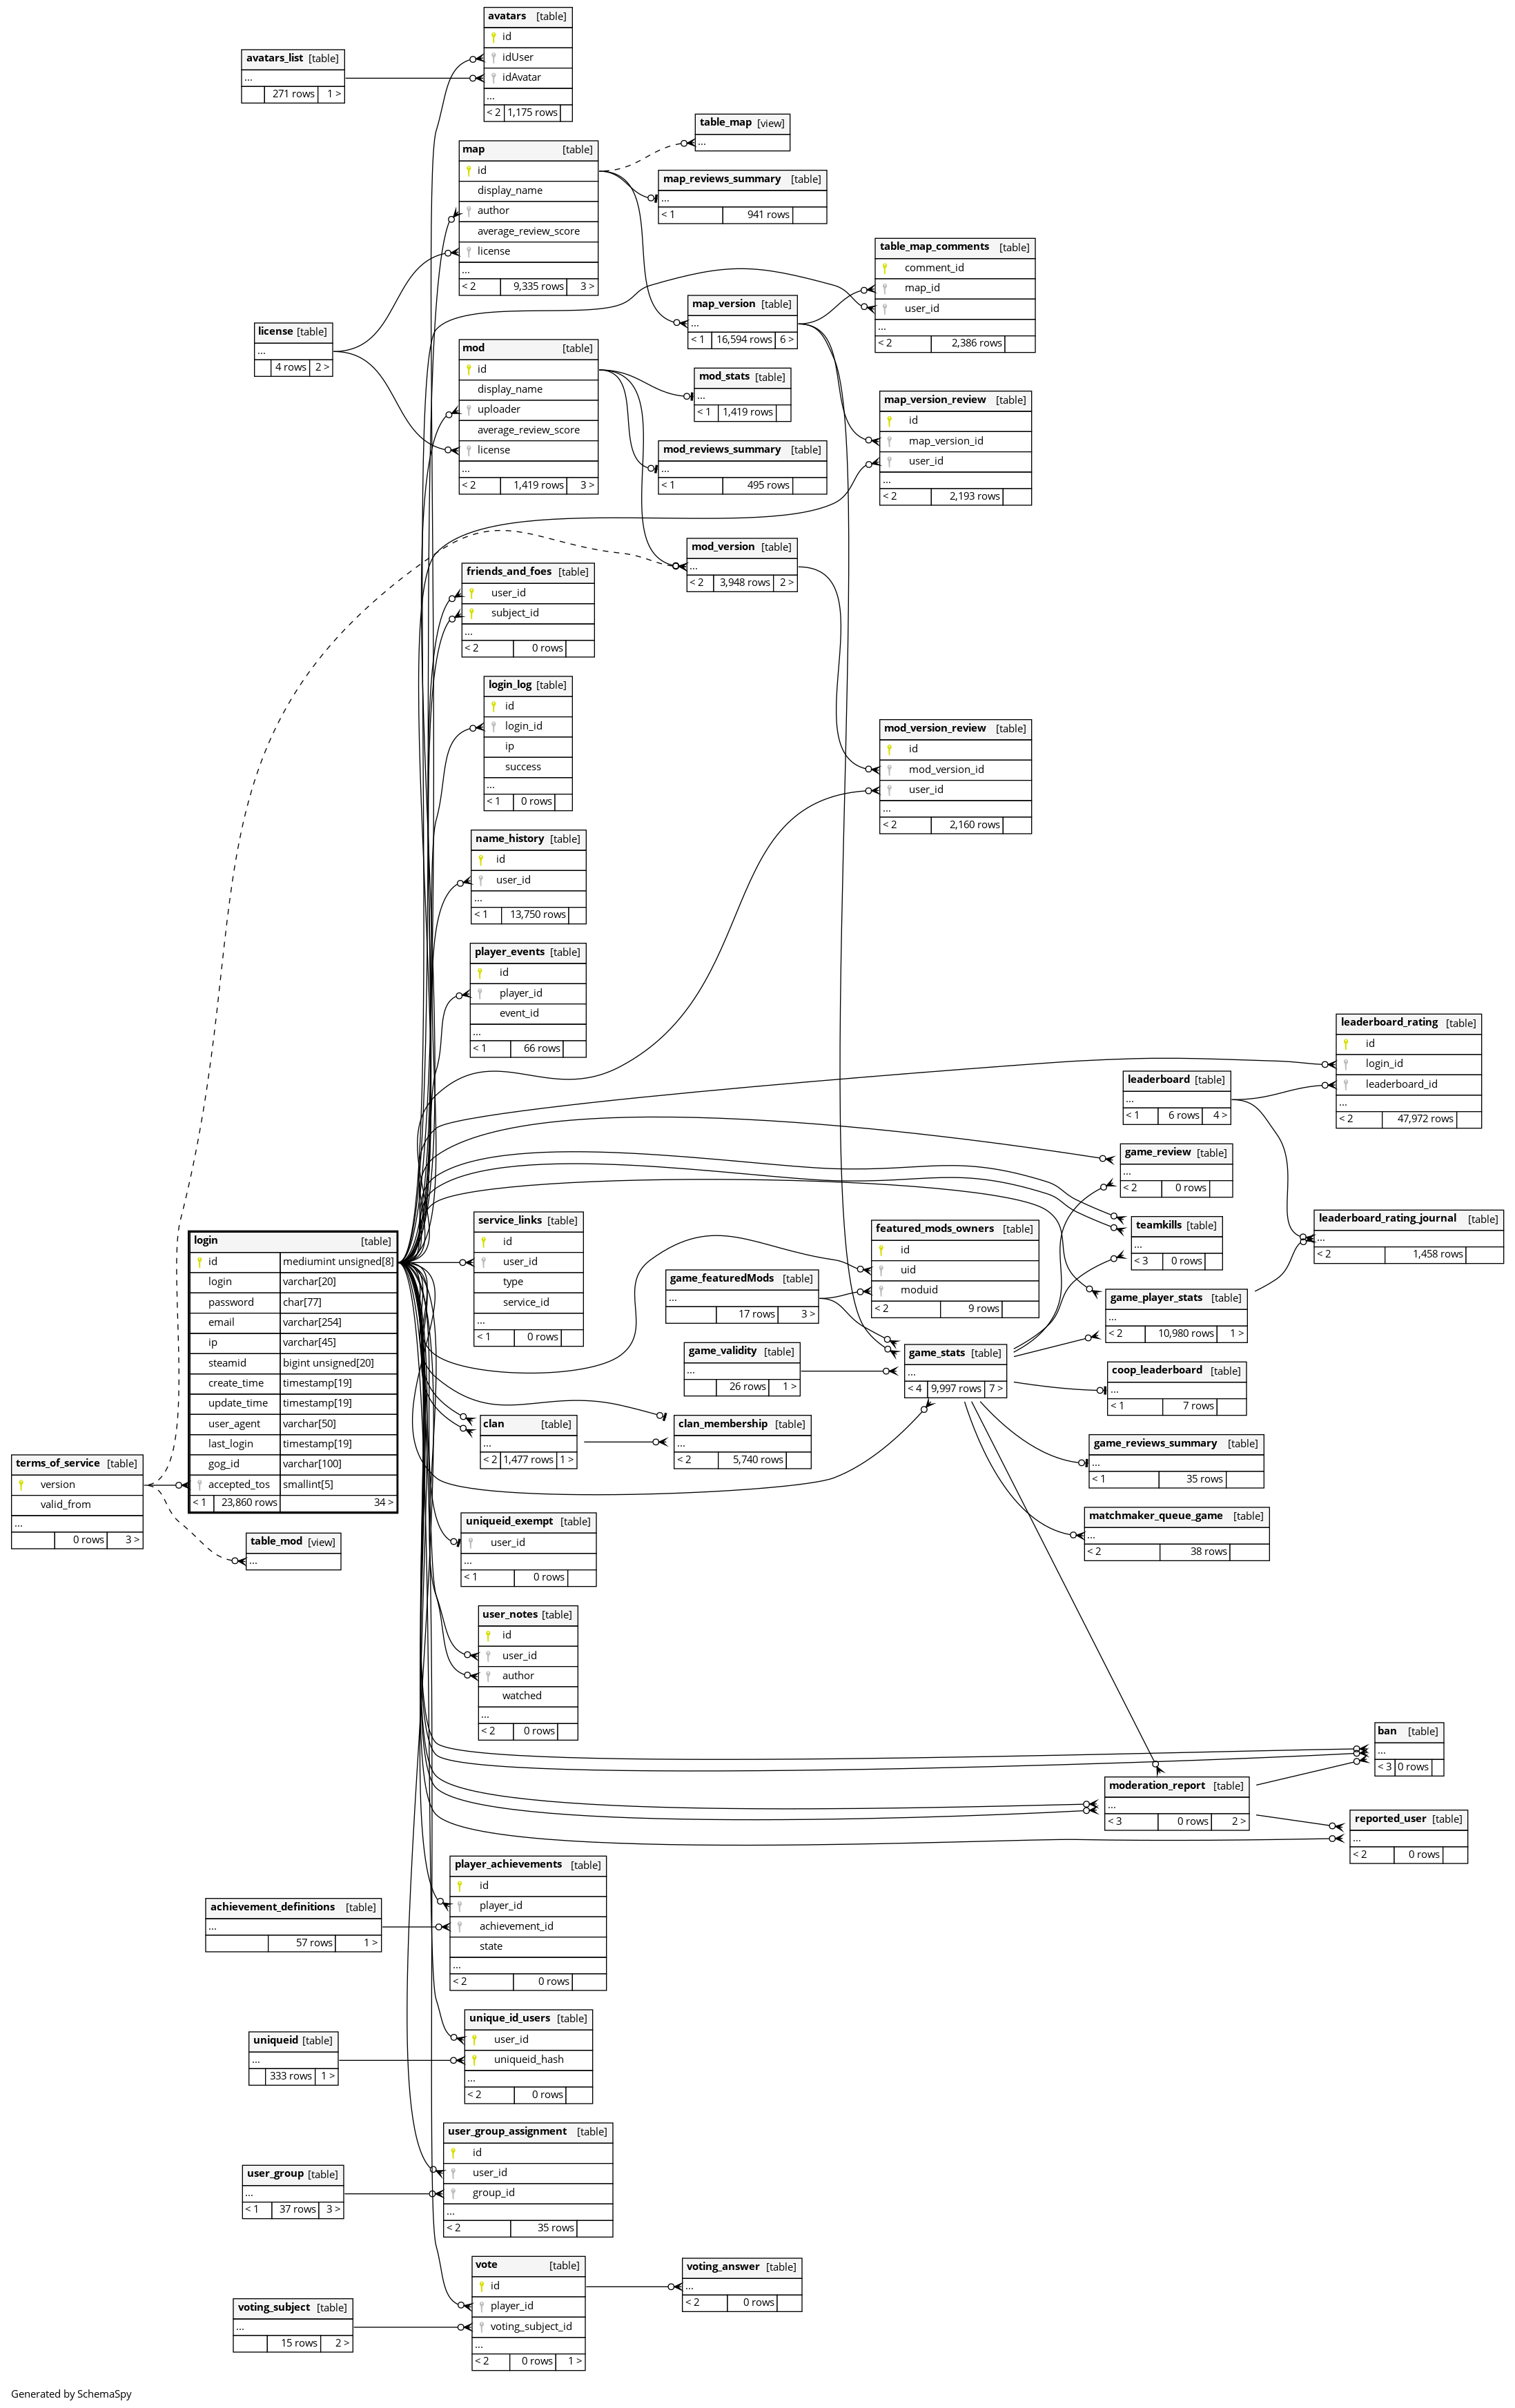 avatars [table]
id
idUser
idAvatar
...
< 2 1,175 rows
avatars_list [table]
...
271 rows 1 >
table_map [view]
...
map [table]
id
display_name
author
average_review_score
license
...
< 2 9,335 rows 3 >
map_reviews_summary [table]
...
< 1 941 rows
table_map_comments [table]
comment_id
map_id
user_id
...
< 2 2,386 rows
map_version [table]
...
< 1 16,594 rows 6 >
license [table]
...
4 rows 2 >
mod [table]
id
display_name
uploader
average_review_score
license
...
< 2 1,419 rows 3 >
mod_stats [table]
...
< 1 1,419 rows
map_version_review [table]
id
map_version_id
user_id
...
< 2 2,193 rows
mod_reviews_summary [table]
...
< 1 495 rows
mod_version [table]
...
< 2 3,948 rows 2 >
friends_and_foes [table]
user_id
subject_id
...
< 2 0 rows
login_log [table]
id
login_id
ip
success
...
< 1 0 rows
mod_version_review [table]
id
mod_version_id
user_id
...
< 2 2,160 rows
name_history [table]
id
user_id
...
< 1 13,750 rows
player_events [table]
id
player_id
event_id
...
< 1 66 rows
leaderboard_rating [table]
id
login_id
leaderboard_id
...
< 2 47,972 rows
leaderboard [table]
...
< 1 6 rows 4 >
game_review [table]
...
< 2 0 rows
leaderboard_rating_journal [table]
...
< 2 1,458 rows
teamkills [table]
...
< 3 0 rows
service_links [table]
id
user_id
type
service_id
...
< 1 0 rows
featured_mods_owners [table]
id
uid
moduid
< 2 9 rows
login [table]
id mediumint unsigned[8]
login varchar[20]
password char[77]
email varchar[254]
ip varchar[45]
steamid bigint unsigned[20]
create_time timestamp[19]
update_time timestamp[19]
user_agent varchar[50]
last_login timestamp[19]
gog_id varchar[100]
accepted_tos smallint[5]
< 1 23,860 rows 34 >
game_featuredMods [table]
...
17 rows 3 >
game_player_stats [table]
...
< 2 10,980 rows 1 >
game_validity [table]
...
26 rows 1 >
game_stats [table]
...
< 4 9,997 rows 7 >
coop_leaderboard [table]
...
< 1 7 rows
clan [table]
...
< 2 1,477 rows 1 >
clan_membership [table]
...
< 2 5,740 rows
game_reviews_summary [table]
...
< 1 35 rows
terms_of_service [table]
version
valid_from
...
0 rows 3 >
matchmaker_queue_game [table]
...
< 2 38 rows
uniqueid_exempt [table]
user_id
...
< 1 0 rows
table_mod [view]
...
user_notes [table]
id
user_id
author
watched
...
< 2 0 rows
ban [table]
...
< 3 0 rows
moderation_report [table]
...
< 3 0 rows 2 >
reported_user [table]
...
< 2 0 rows
player_achievements [table]
id
player_id
achievement_id
state
...
< 2 0 rows
achievement_definitions [table]
...
57 rows 1 >
unique_id_users [table]
user_id
uniqueid_hash
...
< 2 0 rows
uniqueid [table]
...
333 rows 1 >
user_group_assignment [table]
id
user_id
group_id
...
< 2 35 rows
user_group [table]
...
< 1 37 rows 3 >
vote [table]
id
player_id
voting_subject_id
...
< 2 0 rows 1 >
voting_answer [table]
...
< 2 0 rows
voting_subject [table]
...
15 rows 2 >
Generated by SchemaSpy